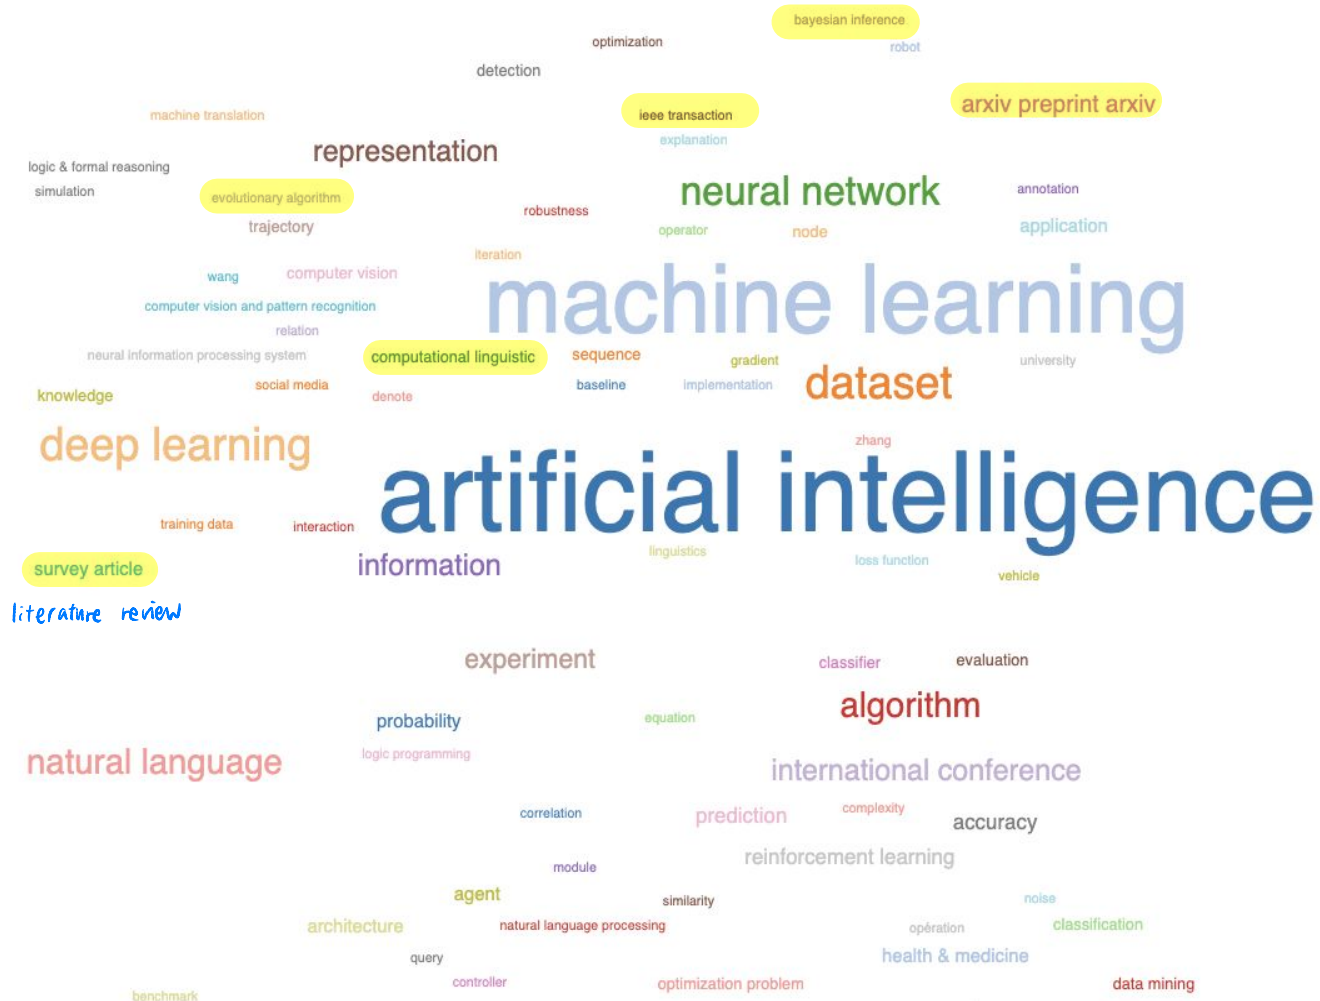 bayesian inference
optimization
robot
detection
arxiv preprint arxiv
machine translation
ieee transaction
explanation
representation
logic & formal reasoning
simulation
neural network
annotation
evolutionary algorithm
robustness
trajectory
operator
node
application
iteration
wang
computer vision
machine learning
computer vision and pattern recognition
relation
neural information processing system
computational linguistic
sequence
gradient
university
social media
baseline
implementation
dataset
knowledge
denote
deep learning
zhang
artificial intelligence
training data
interaction
linguistics
loss function
survey article
information
vehicle
literature review
experiment
classifier
evaluation
algorithm
probability
equation
logic programming
natural language
international conference
correlation
prediction
complexity
accuracy
reinforcement learning
module
agent
similarity
noise
architecture
natural language processing
opération
classification
query
health & medicine
controller
optimization problem
data mining
benchmark